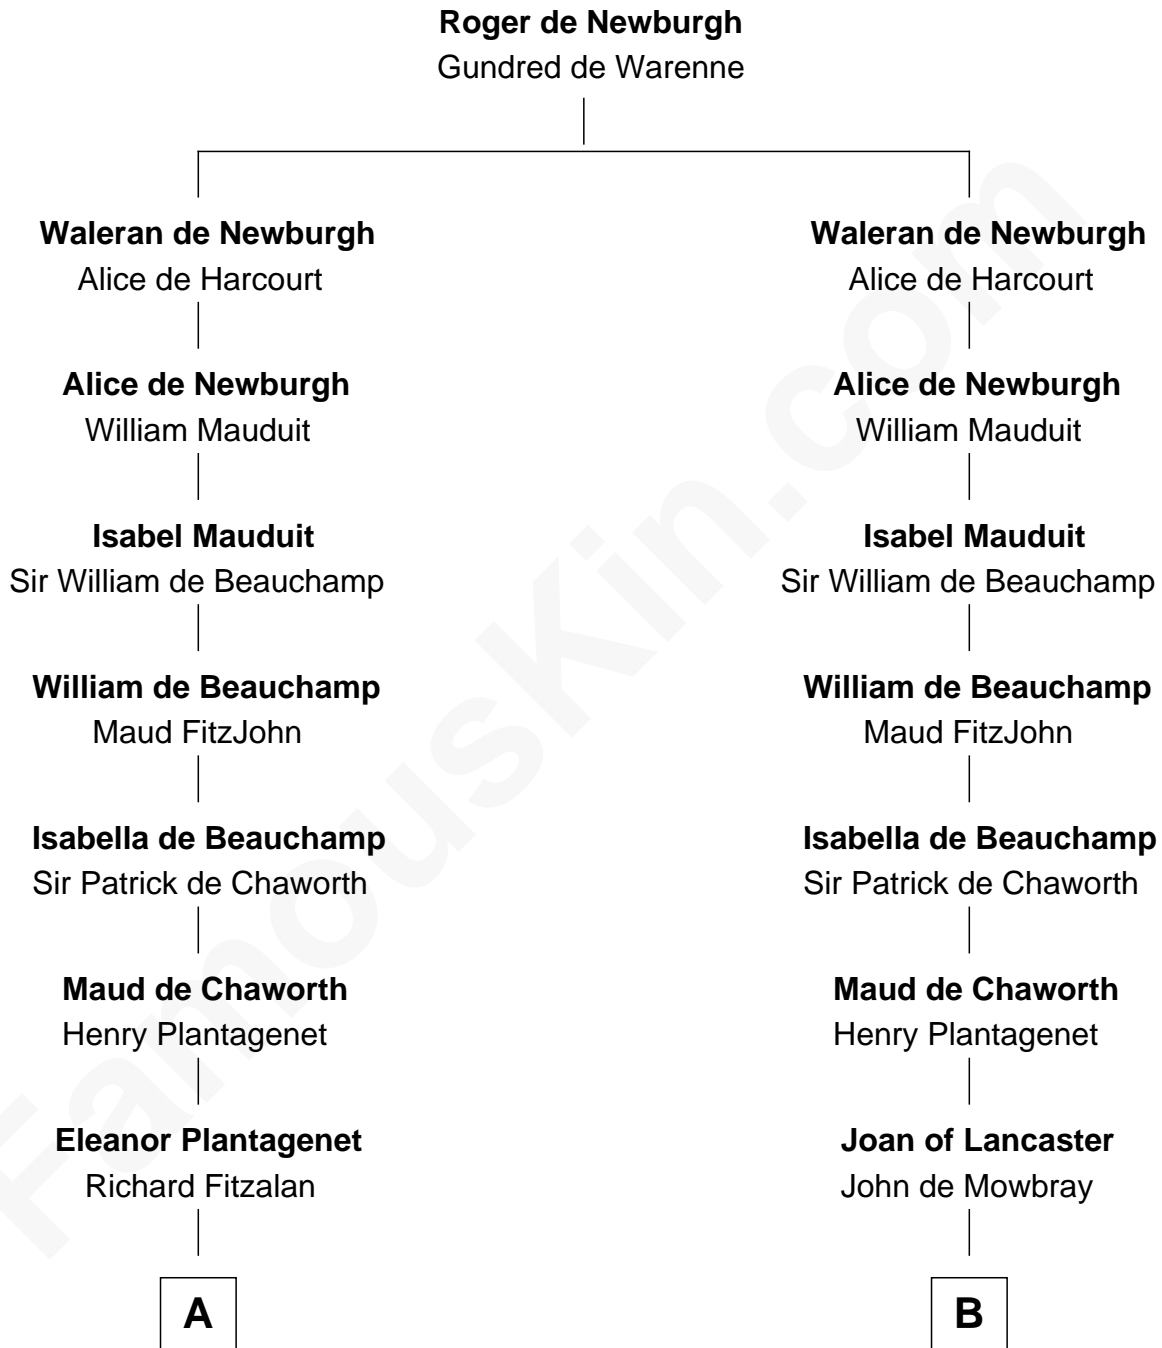 Roger de Newburgh
Gundred de Warenne
Waleran de Newburgh
Alice de Harcourt
Alice de Newburgh
William Mauduit
Isabel Mauduit
Sir William de Beauchamp
William de Beauchamp
Maud FitzJohn
Isabella de Beauchamp
Sir Patrick de Chaworth
Maud de Chaworth
Henry Plantagenet
Eleanor Plantagenet
Richard Fitzalan
A
Waleran de Newburgh
Alice de Harcourt
Alice de Newburgh
William Mauduit
Isabel Mauduit
Sir William de Beauchamp
William de Beauchamp
Maud FitzJohn
Isabella de Beauchamp
Sir Patrick de Chaworth
Maud de Chaworth
Henry Plantagenet
Joan of Lancaster
John de Mowbray
B
FamousKin.com